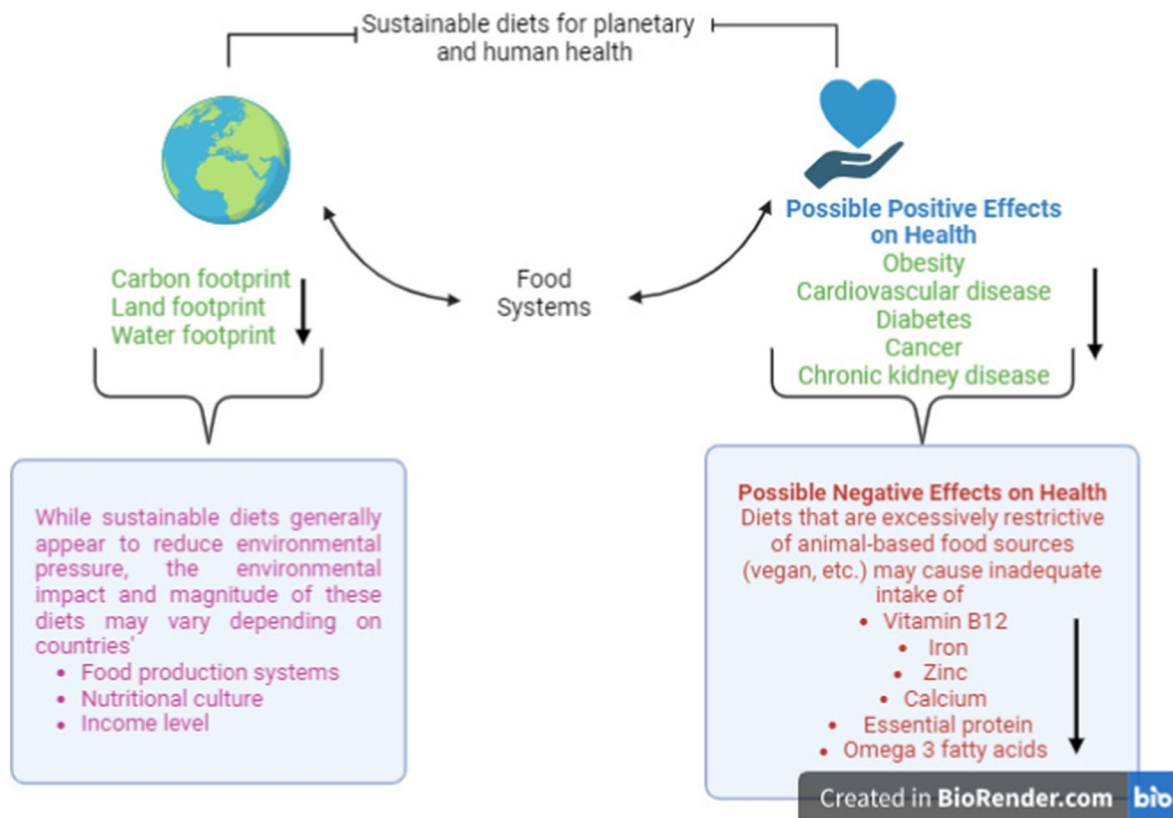 Sustainable diets for planetary
and human health
Carbon footprint
Land footprint
Water footprint
Food
Systems
Possible Positive Effects
on Health
Obesity
Cardiovascular disease
Diabetes
Cancer
Chronic kidney disease
While sustainable diets generally
appear to reduce environmental
pressure, the environmental
impact and magnitude of these
diets may vary depending on
countries'
• Food production systems
• Nutritional culture
• Income level
Possible Negative Effects on Health
Diets that are excessively restrictive
of animal-based food sources
(vegan, etc.) may cause inadequate
intake of
• Vitamin B12
• Iron
• Zinc
• Calcium
• Essential protein
• Omega 3 fatty acids
Created in BioRender.com bio